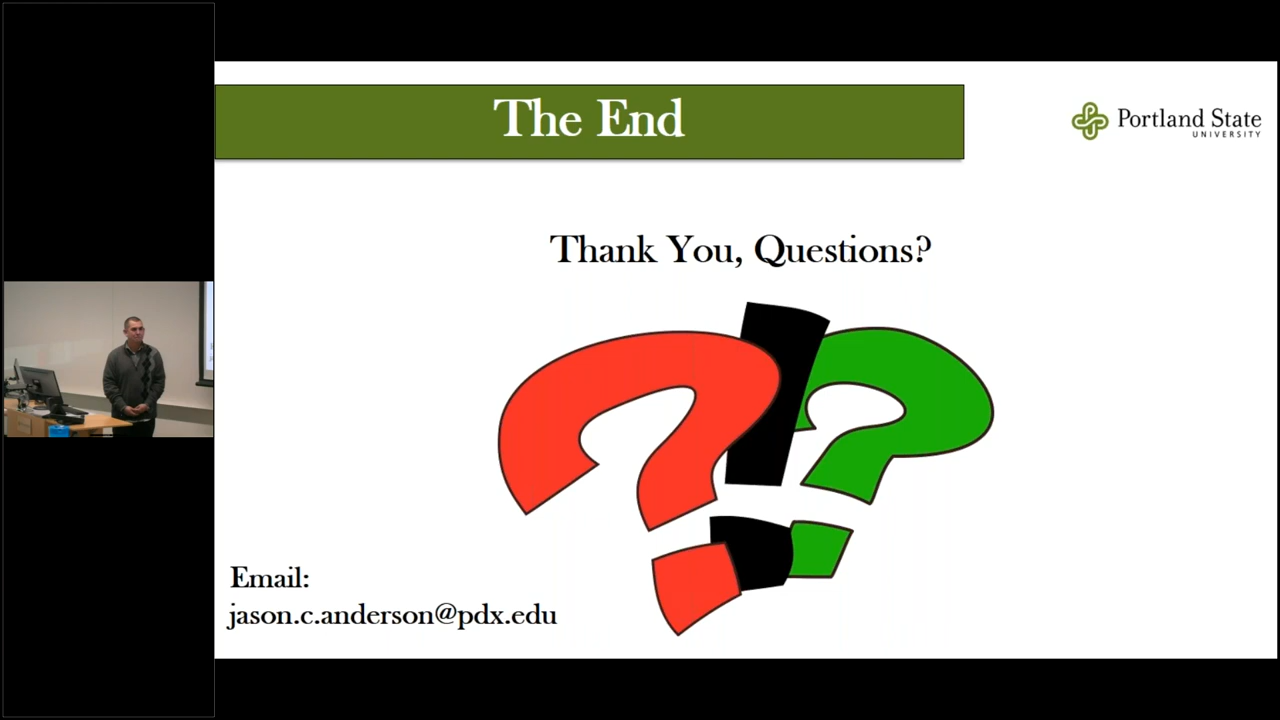 The End
Portland State
UNIVERSITY
Thank You, Questions?
Email:
jason.c.anderson@pdx.edu